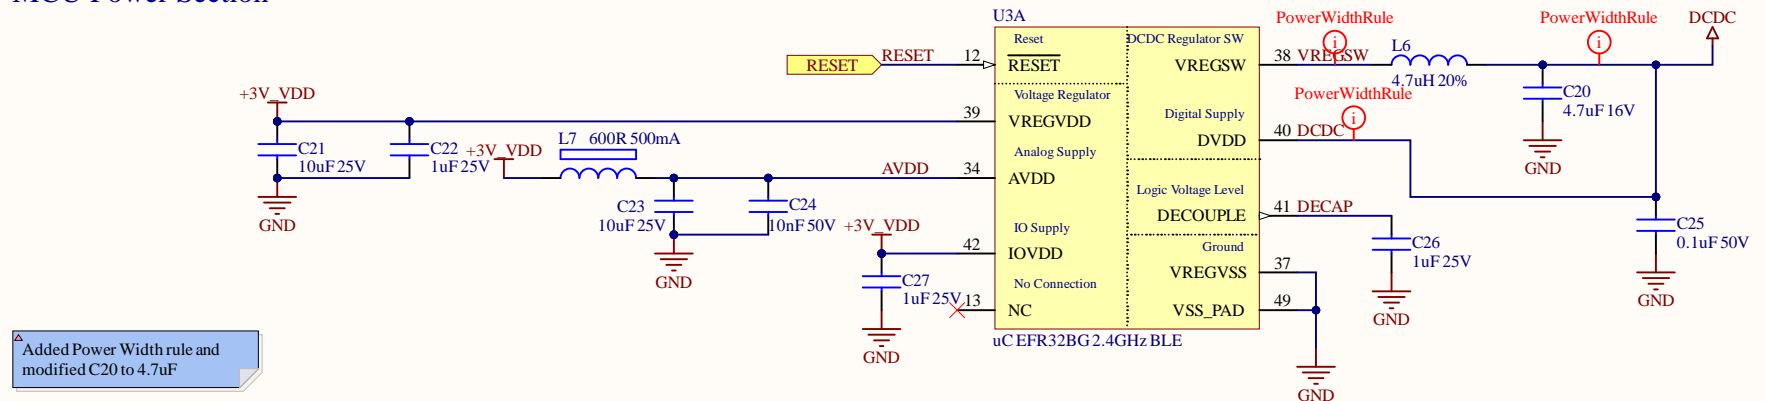 U3A
PowerWidthRule
PowerWidthRule
DCDC
RESET
RESET
12
Reset
RESET
DCDC Regulator SW
VREGSW
38
VREGSW
i
L6
4.7uH 20%
i
C20
4.7uF 16V
GND
+3V_VDD
39
Voltage Regulator
VREGVDD
PowerWidthRule
i
Digital Supply
DVDD
40
DCDC
C21
10uF 25V
GND
C22
1uF 25V
+3V_VDD
L7
600R 500mA
AVDD
34
Analog Supply
AVDD
C23
10uF 25V
GND
C24
10nF 50V
Logic Voltage Level
DECOUPLE
41
DECAP
C26
1uF 25V
GND
C25
0.1uF 50V
GND
+3V_VDD
42
IO Supply
IOVDD
C27
1uF 25V
GND
Ground
VREGVSS
37
No Connection
13
NC
VSS_PAD
49
GND
uC EFR32BG 2.4GHz BLE
Added Power Width rule and
modified C20 to 4.7uF